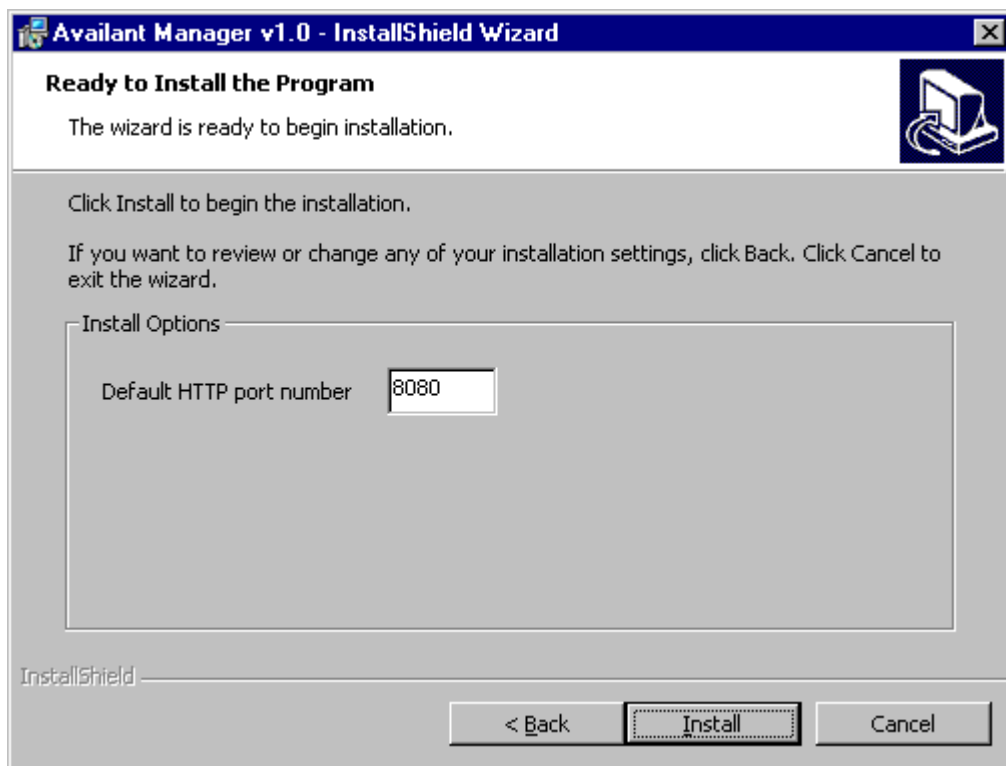 Availant Manager v1.0 - InstallShield Wizard
Ready to Install the Program
The wizard is ready to begin installation.
Click Install to begin the installation.
If you want to review or change any of your installation settings, click Back. Click Cancel to
exit the wizard.
Install Options
Default HTTP port number 8080
InstallShield
< Back Install Cancel